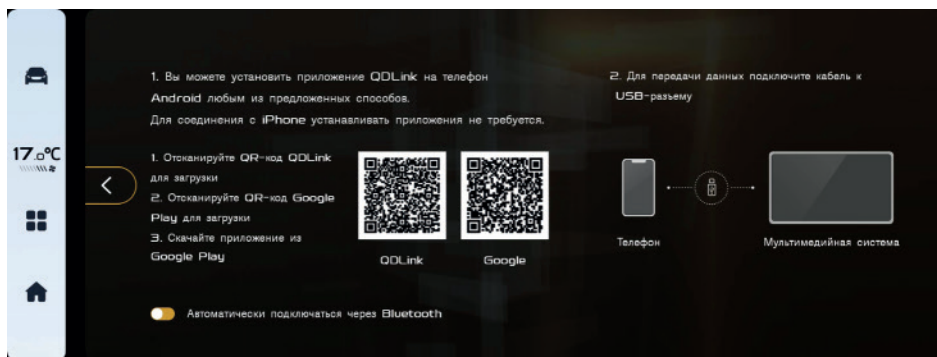 17.0°C
1. Вы можете установить приложение QDLink на телефон
Android любым из предложенных способов.
Для соединения с iPhone устанавливать приложения не требуется.
1. Отсканируйте QR-код QDLink
для загрузки
2. Отсканируйте QR-код Google
Play для загрузки
3. Скачайте приложение из
Google Play
QDLink
Google
Автоматически подключаться через Bluetooth
2. Для передачи данных подключите кабель к
USB-разъему
Телефон
Мультимедийная система